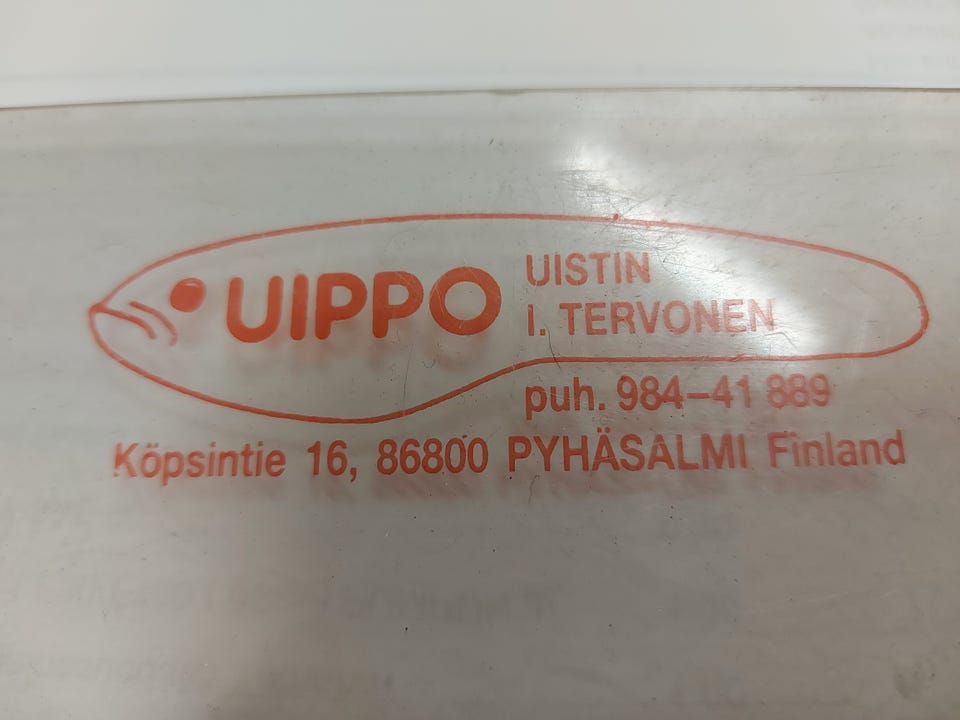 UIPPO
UISTIN
I. TERVONEN
puh. 984-41 889
Köpsintie 16, 86800 PYHÄSALMI Finland